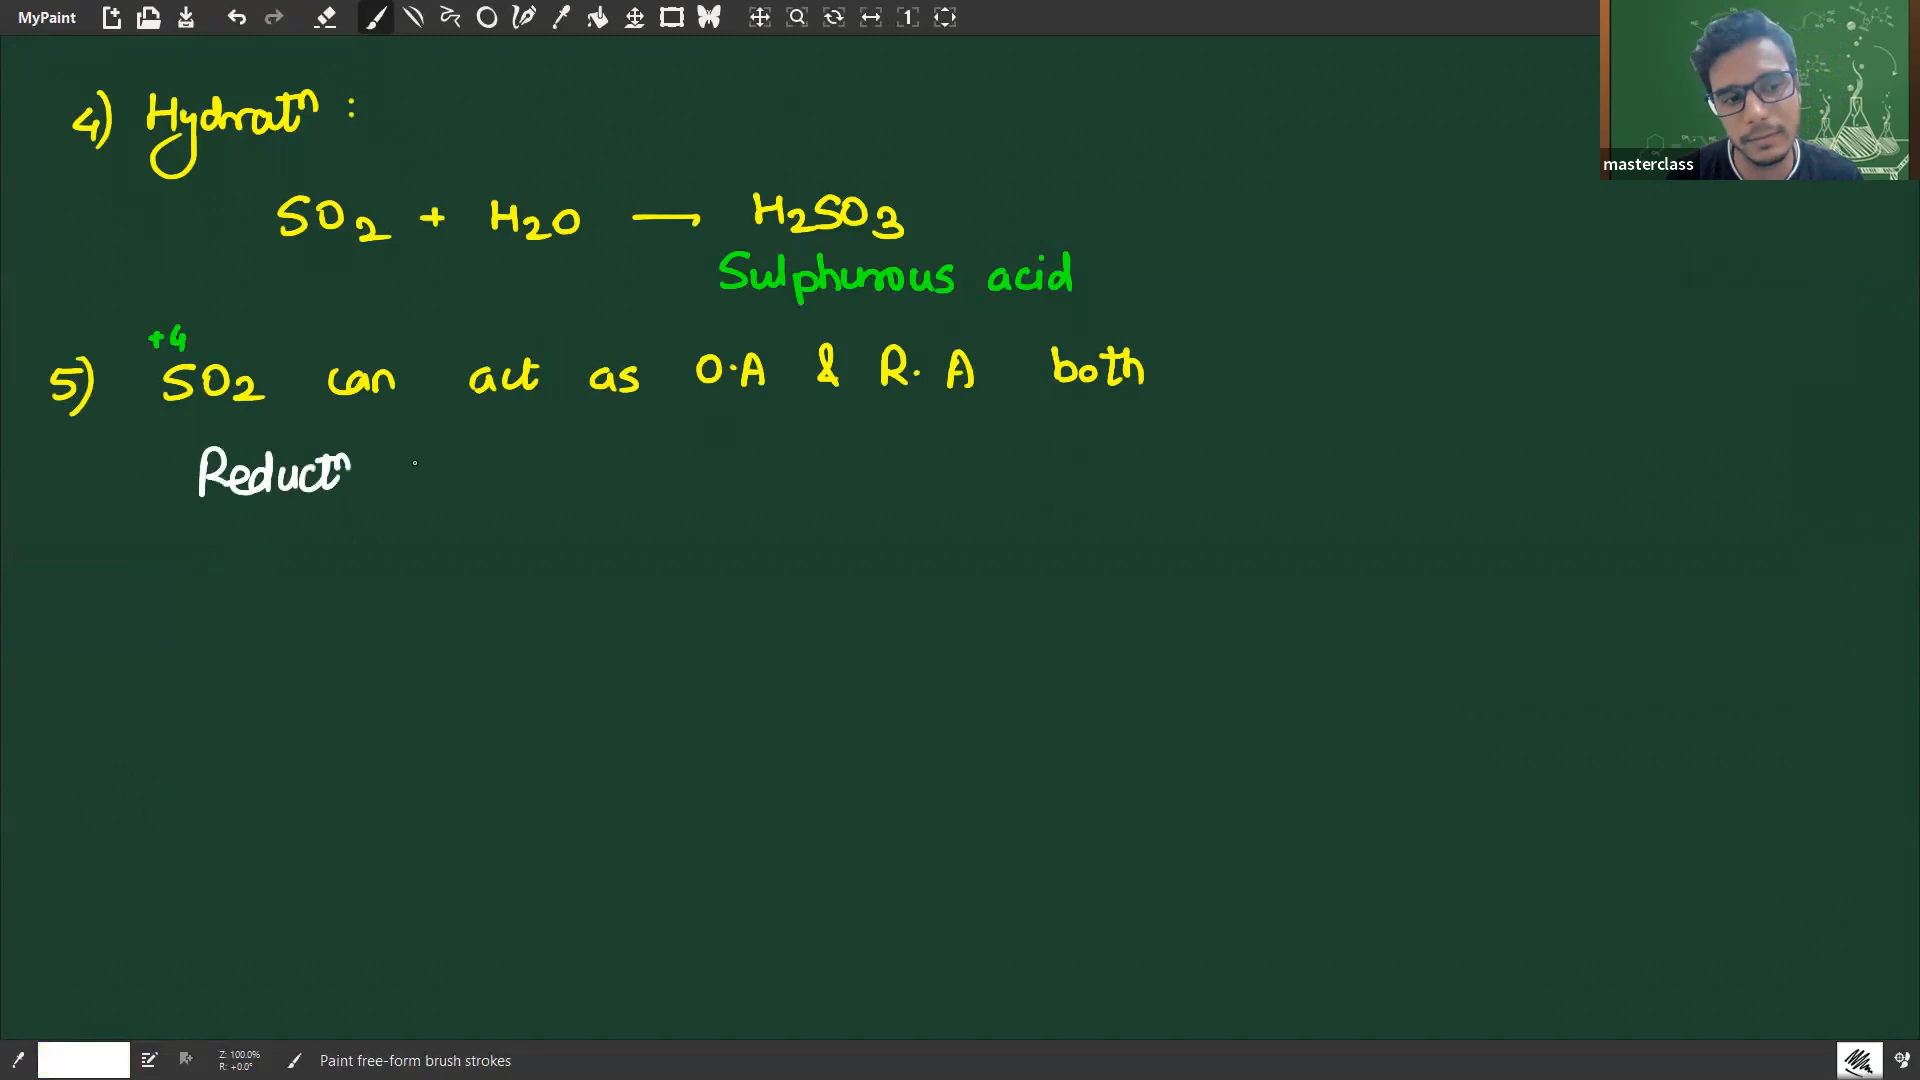 MyPaint
masterclass
4) Hydratⁿ :
SO₂ + H₂O → H₂SO₃
Sulphurous acid
+4
5) SO₂ can act as O.A & R.A both
Reductⁿ
Z: 100.0%
R: +0.0°
Paint free-form brush strokes